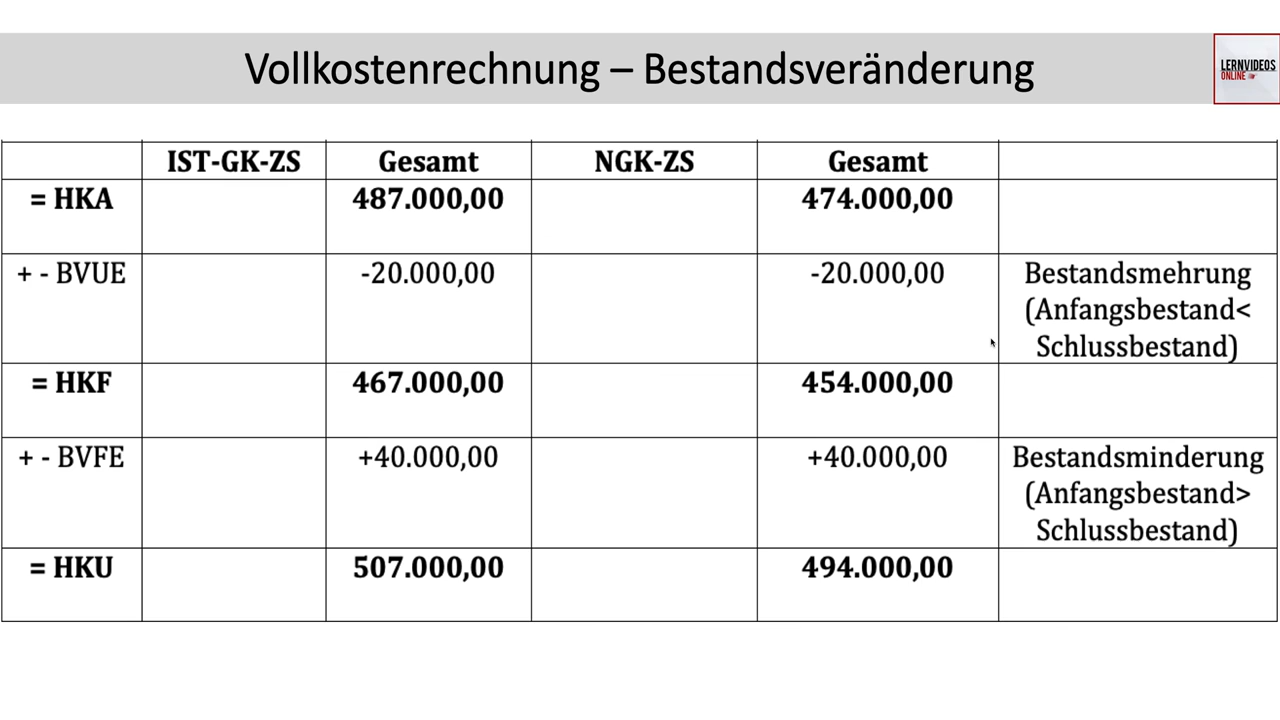 Vollkostenrechnung – Bestandsveränderung
LERNVIDEOS
ONLINE
IST-GK-ZS Gesamt NGK-ZS Gesamt
= HKA 487.000,00 474.000,00
+ - BVUE -20.000,00 -20.000,00 Bestandsmehrung
(Anfangsbestand<
Schlussbestand)
= HKF 467.000,00 454.000,00
+ - BVFE +40.000,00 +40.000,00 Bestandsminderung
(Anfangsbestand>
Schlussbestand)
= HKU 507.000,00 494.000,00